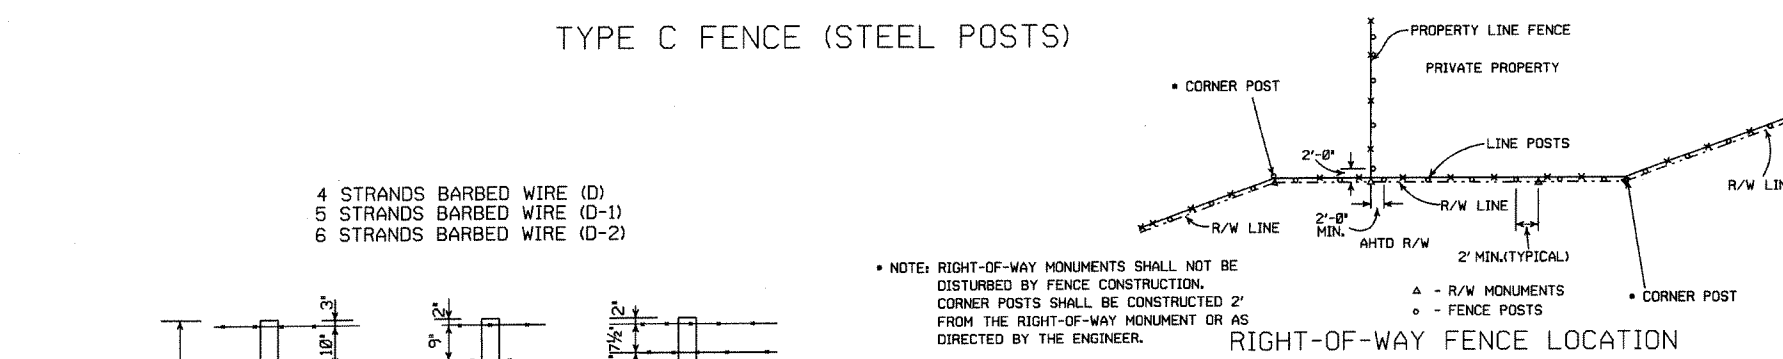 TYPE C FENCE (STEEL POSTS)
4 STRANDS BARBED WIRE (D)
5 STRANDS BARBED WIRE (D-1)
6 STRANDS BARBED WIRE (D-2)
3"
10"
2"
9"
2"
7½"
PROPERTY LINE FENCE
PRIVATE PROPERTY
* CORNER POST
2'-0"
LINE POSTS
R/W LIN
R/W LINE
R/W LINE
2'-0"
MIN.
AHTD R/W
2' MIN.(TYPICAL)
* NOTE: RIGHT-OF-WAY MONUMENTS SHALL NOT BE
DISTURBED BY FENCE CONSTRUCTION.
CORNER POSTS SHALL BE CONSTRUCTED 2'
FROM THE RIGHT-OF-WAY MONUMENT OR AS
DIRECTED BY THE ENGINEER.
△ - R/W MONUMENTS
○ - FENCE POSTS
* CORNER POST
RIGHT-OF-WAY FENCE LOCATION